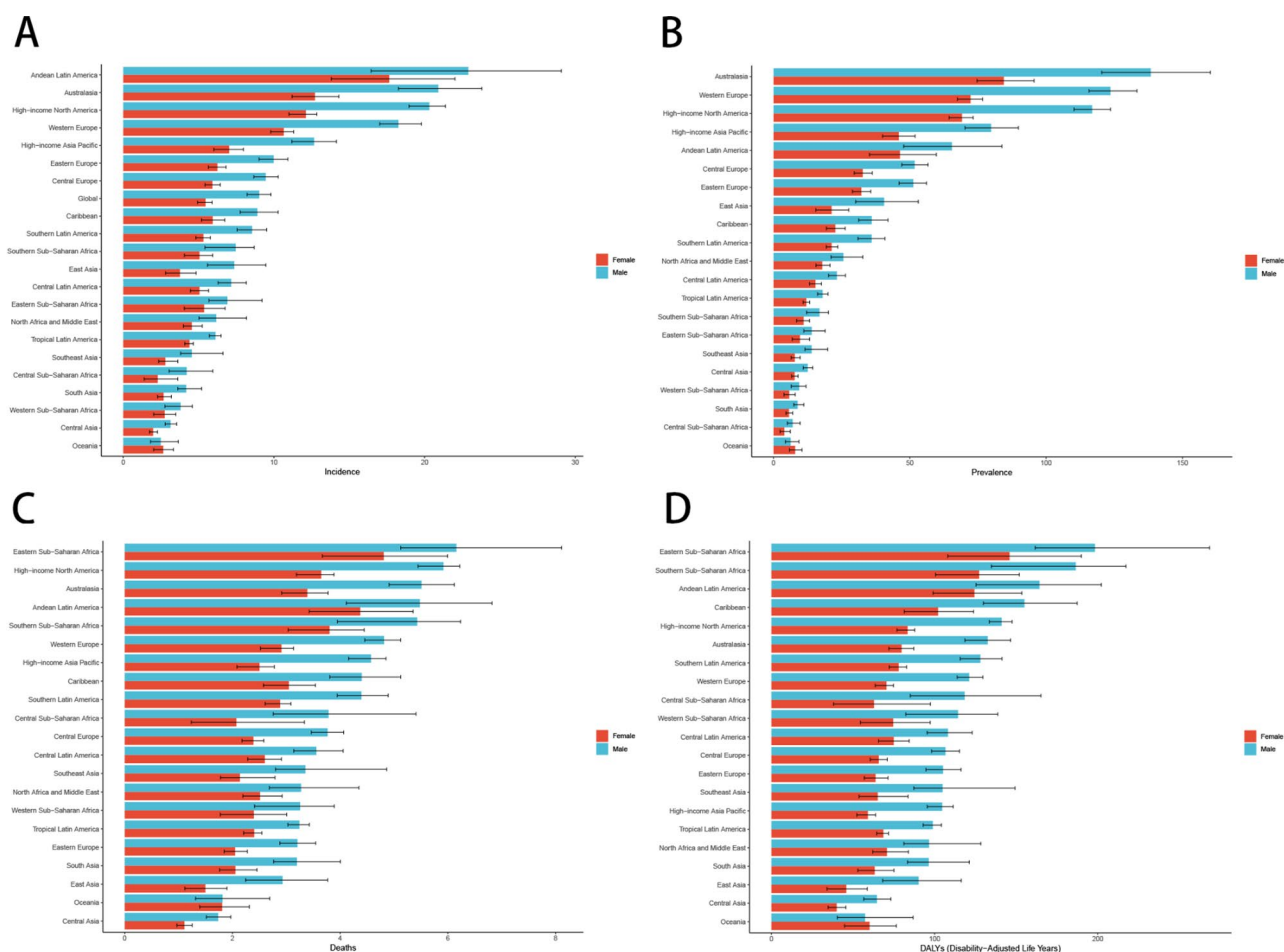 A
Andean Latin America
Australasia
High-income North America
Western Europe
High-income Asia Pacific
Eastern Europe
Central Europe
Global
Caribbean
Southern Latin America
Southern Sub-Saharan Africa
East Asia
Central Latin America
Eastern Sub-Saharan Africa
North Africa and Middle East
Tropical Latin America
Southeast Asia
Central Sub-Saharan Africa
South Asia
Western Sub-Saharan Africa
Central Asia
Oceania
0 10 20 30
Incidence
Female
Male
B
Australasia
Western Europe
High-income North America
High-income Asia Pacific
Andean Latin America
Central Europe
Eastern Europe
East Asia
Caribbean
Southern Latin America
North Africa and Middle East
Central Latin America
Tropical Latin America
Southern Sub-Saharan Africa
Eastern Sub-Saharan Africa
Southeast Asia
Central Asia
Western Sub-Saharan Africa
South Asia
Central Sub-Saharan Africa
Oceania
0 50 100 150
Prevalence
Female
Male
C
Eastern Sub-Saharan Africa
High-income North America
Australasia
Andean Latin America
Southern Sub-Saharan Africa
Western Europe
High-income Asia Pacific
Caribbean
Southern Latin America
Central Sub-Saharan Africa
Central Europe
Central Latin America
Southeast Asia
North Africa and Middle East
Western Sub-Saharan Africa
Tropical Latin America
Eastern Europe
South Asia
East Asia
Oceania
Central Asia
0 2 4 6 8
Deaths
Female
Male
D
Eastern Sub-Saharan Africa
Southern Sub-Saharan Africa
Andean Latin America
Caribbean
High-income North America
Australasia
Southern Latin America
Western Europe
Central Sub-Saharan Africa
Western Sub-Saharan Africa
Central Latin America
Central Europe
Eastern Europe
Southeast Asia
High-income Asia Pacific
Tropical Latin America
North Africa and Middle East
South Asia
East Asia
Central Asia
Oceania
0 100 200
DALYs (Disability-Adjusted Life Years)
Female
Male